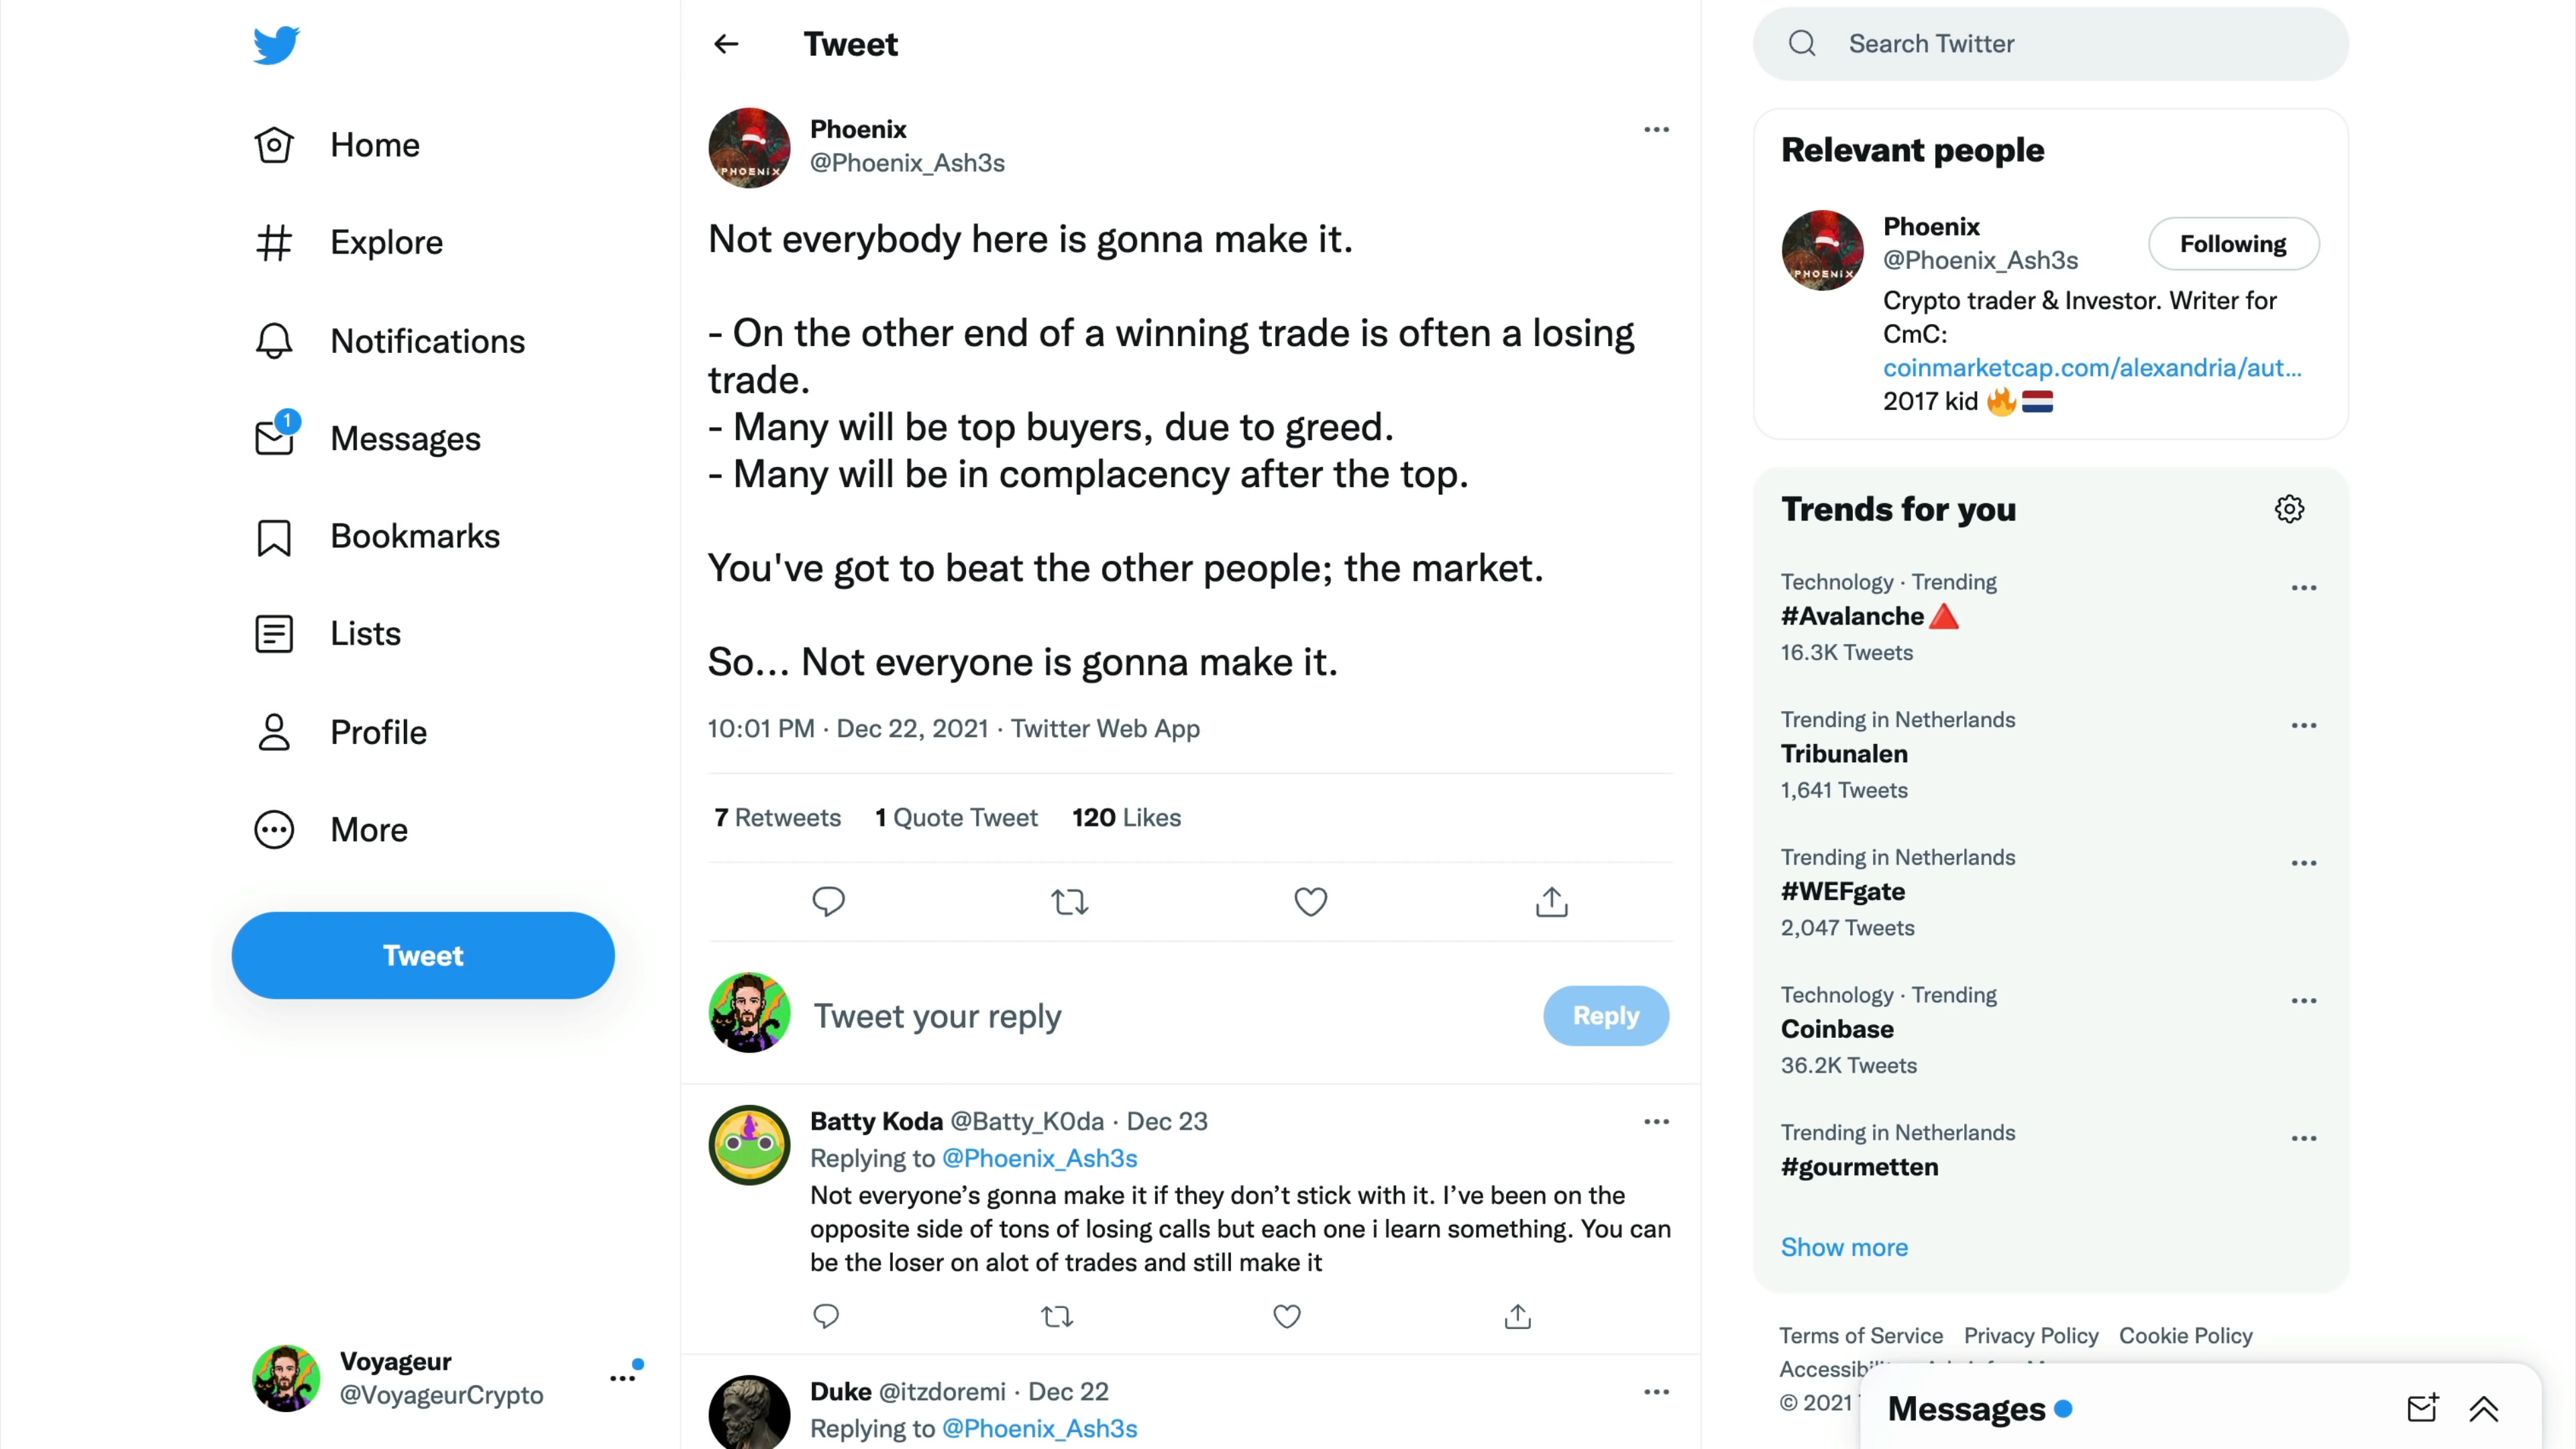 Home
Explore
Notifications
1
Messages
Bookmarks
Lists
Profile
More
Tweet
Voyageur
@VoyageurCrypto
Tweet
Phoenix
@Phoenix_Ash3s
PHOENIX
Not everybody here is gonna make it.
- On the other end of a winning trade is often a losing
trade.
- Many will be top buyers, due to greed.
- Many will be in complacency after the top.
You've got to beat the other people; the market.
So... Not everyone is gonna make it.
10:01 PM · Dec 22, 2021 · Twitter Web App
7 Retweets 1 Quote Tweet 120 Likes
Tweet your reply
Reply
Batty Koda @Batty_K0da · Dec 23
Replying to @Phoenix_Ash3s
Not everyone’s gonna make it if they don’t stick with it. I’ve been on the
opposite side of tons of losing calls but each one i learn something. You can
be the loser on alot of trades and still make it
Duke @itzdoremi · Dec 22
Replying to @Phoenix_Ash3s
Search Twitter
Relevant people
PHOENIX
Phoenix
@Phoenix_Ash3s
Following
Crypto trader & Investor. Writer for
CmC:
coinmarketcap.com/alexandria/aut...
2017 kid 🔥🇳🇱
Trends for you
Technology · Trending
#Avalanche🔺
16.3K Tweets
Trending in Netherlands
Tribunalen
1,641 Tweets
Trending in Netherlands
#WEFgate
2,047 Tweets
Technology · Trending
Coinbase
36.2K Tweets
Trending in Netherlands
#gourmetten
Show more
Terms of Service Privacy Policy Cookie Policy
© 2021
Messages